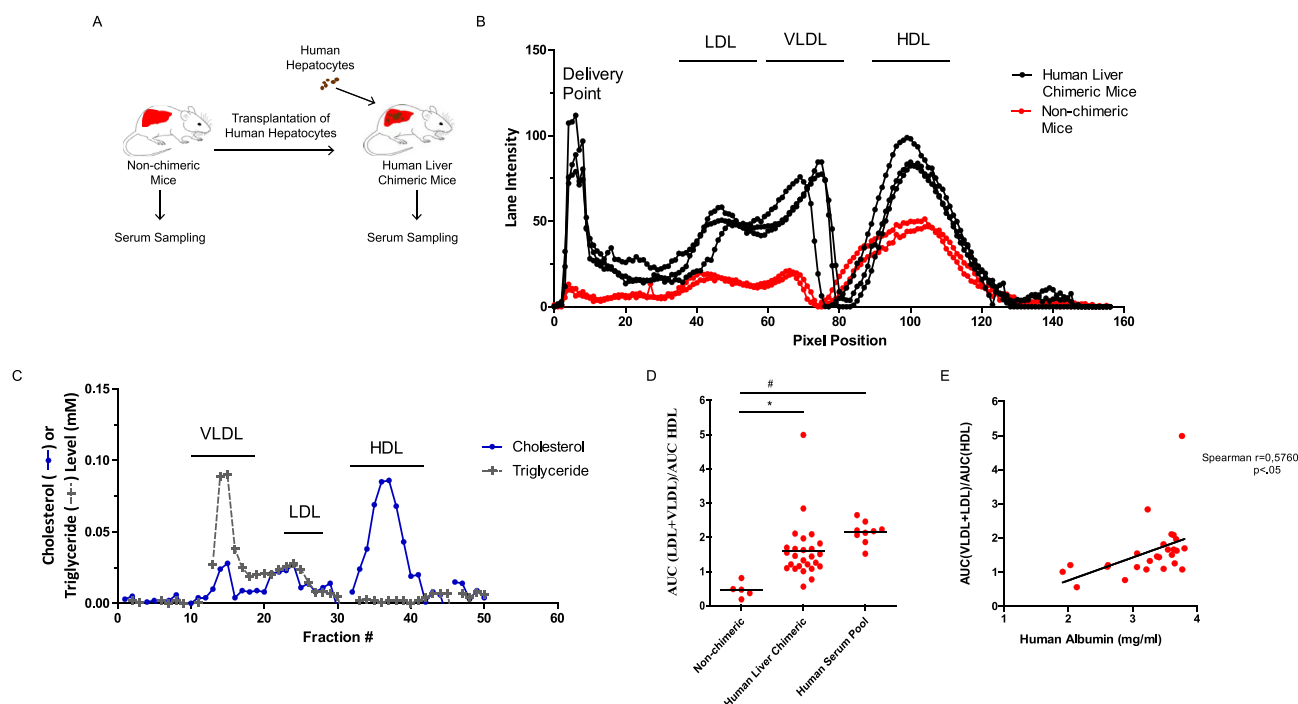 A
Human
Hepatocytes
Transplantation of
Human Hepatocytes
Non-chimeric
Mice
Human Liver
Chimeric Mice
Serum Sampling
Serum Sampling
B
LDL
VLDL
HDL
Delivery
Point
Human Liver
Chimeric Mice
Non-chimeric
Mice
Lane Intensity
150
100
50
0
0
20
40
60
80
100
120
140
160
Pixel Position
C
Cholesterol ( ) or
Triglyceride ( ) Level (mM)
0.15
0.10
0.05
0.00
VLDL
LDL
HDL
Cholesterol
Triglyceride
0
10
20
30
40
50
60
Fraction #
D
#
*
AUC (LDL+VLDL)/AUC HDL
6
5
4
3
2
1
0
Non-chimeric
Human Liver Chimeric
Human Serum Pool
E
AUC(VLDL+LDL)/AUC(HDL)
6
5
4
3
2
1
0
1
2
3
4
Human Albumin (mg/ml)
Spearman r=0,5760
p<.05